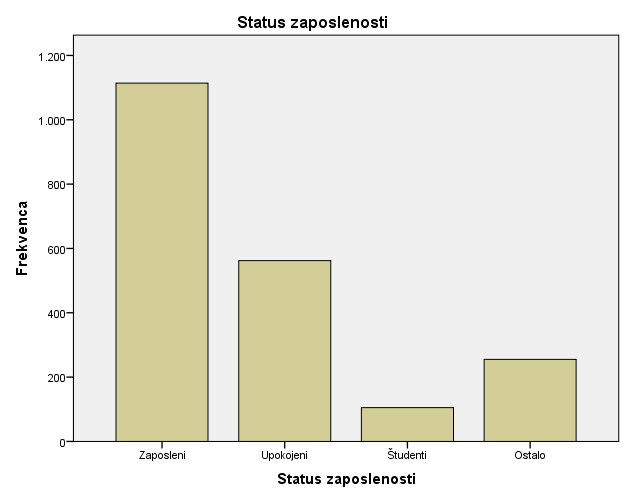 Status zaposlenosti
1.200
1.000
800
600
400
200
0
Frekvenca
Zaposleni
Upokojeni
Študenti
Ostalo
Status zaposlenosti